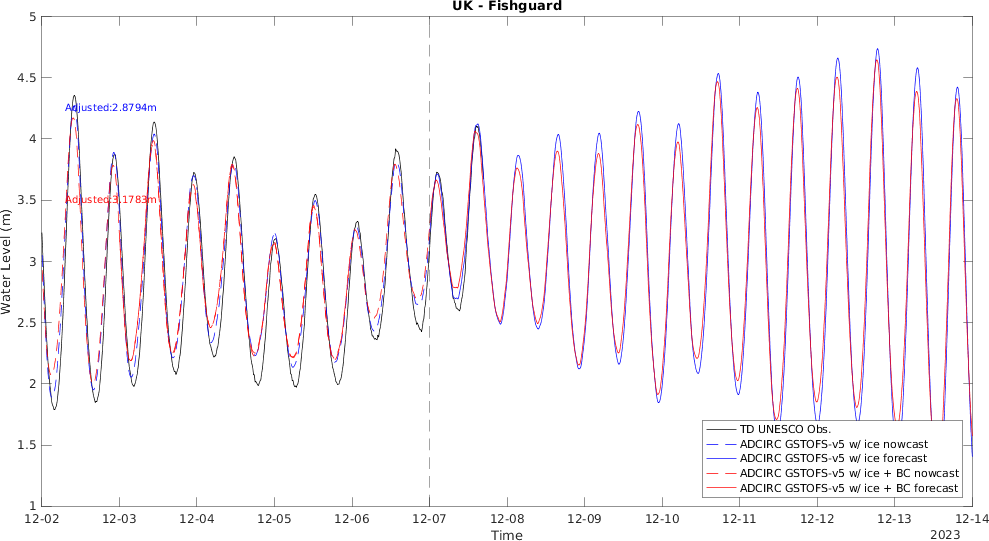 UK - Fishguard
5
4.5
4
3.5
3
2.5
2
1.5
1
Water Level (m)
Adjusted:2.8794m
Adjusted:3.1783m
TD UNESCO Obs.
ADCIRC GSTOFS-v5 w/ ice nowcast
ADCIRC GSTOFS-v5 w/ ice forecast
ADCIRC GSTOFS-v5 w/ ice + BC nowcast
ADCIRC GSTOFS-v5 w/ ice + BC forecast
12-02 12-03 12-04 12-05 12-06 12-07 12-08 12-09 12-10 12-11 12-12 12-13 12-14
Time
2023